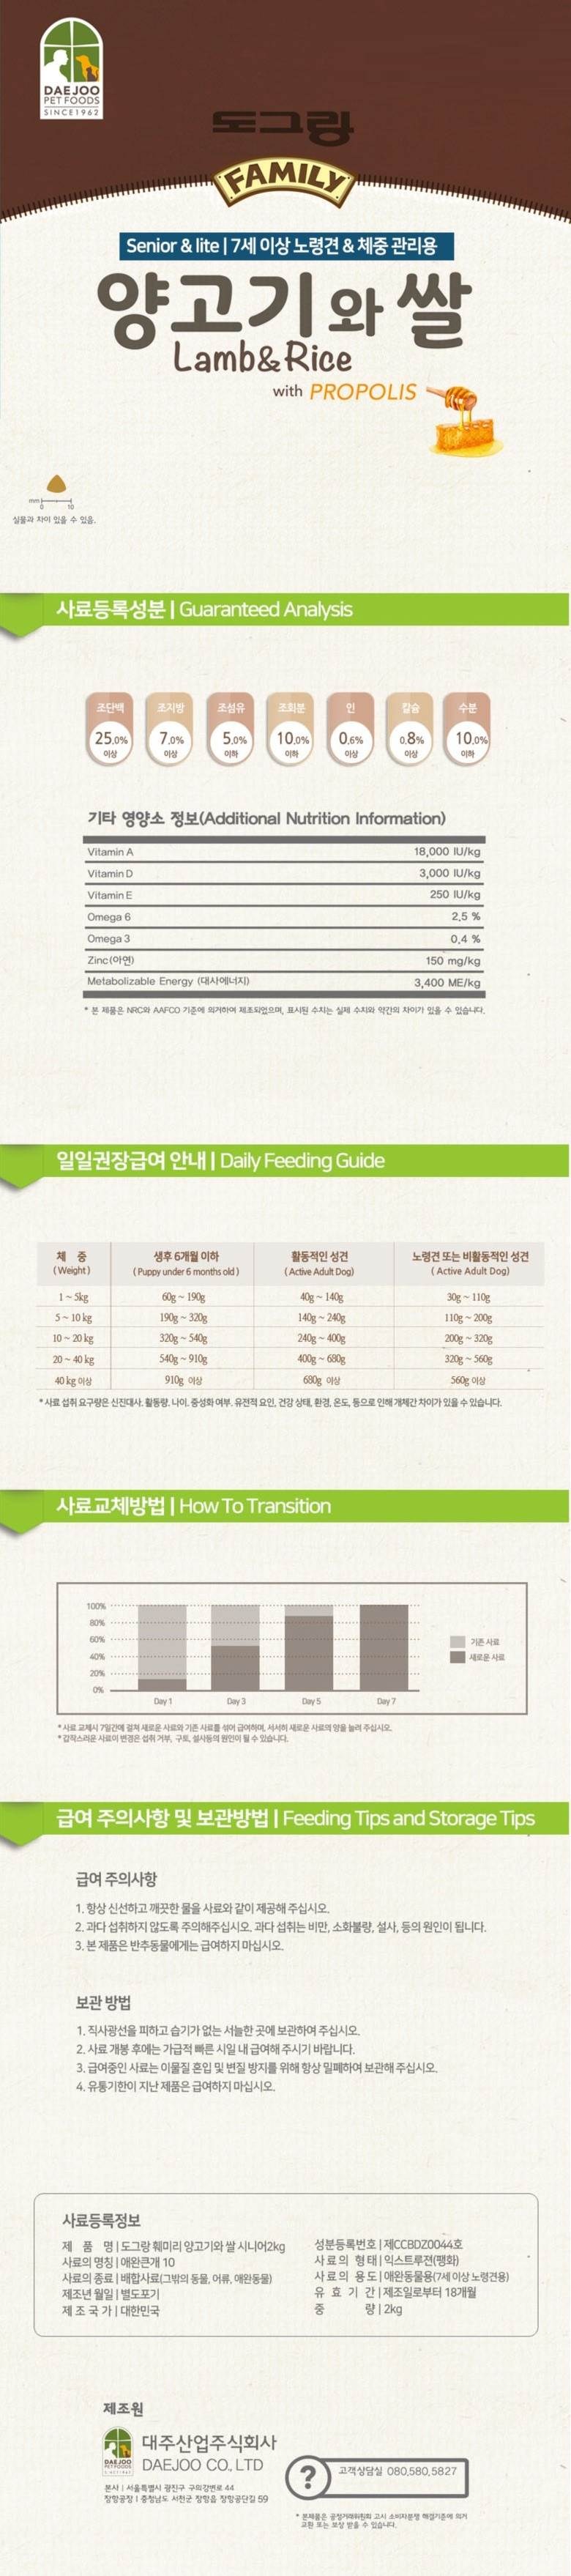 DAEJOO
PET FOODS
SINCE1962
도그랑
FAMILY
Senior & lite | 7세 이상 노령견 & 체중 관리용
양고기와 쌀
Lamb&Rice
with PROPOLIS
mm
0 10
실물과 차이 있을 수 있음.
사료등록성분 | Guaranteed Analysis
조단백 조지방 조섬유 조회분 인 칼슘 수분
25.0% 7.0% 5.0% 10.0% 0.6% 0.8% 10.0%
이상 이상 이하 이하 이상 이상 이하
기타 영양소 정보(Additional Nutrition Information)
Vitamin A 18,000 IU/kg
Vitamin D 3,000 IU/kg
Vitamin E 250 IU/kg
Omega 6 2.5 %
Omega 3 0.4 %
Zinc(아연) 150 mg/kg
Metabolizable Energy (대사에너지) 3,400 ME/kg
* 본 제품은 NRC와 AAFCO 기준에 의거하여 제조되었으며, 표시된 수치는 실제 수치와 약간의 차이가 있을 수 있습니다.
일일권장급여 안내 | Daily Feeding Guide
체 중 생후 6개월 이하 활동적인 성견 노령견 또는 비활동적인 성견
( Weight ) ( Puppy under 6 months old ) ( Active Adult Dog) ( Active Adult Dog)
1 ~ 5kg 60g ~ 190g 40g ~ 140g 30g ~ 110g
5 ~ 10 kg 190g ~ 320g 140g ~ 240g 110g ~ 200g
10 ~ 20 kg 320g ~ 540g 240g ~ 400g 200g ~ 320g
20 ~ 40 kg 540g ~ 910g 400g ~ 680g 320g ~ 560g
40 kg 이상 910g 이상 680g 이상 560g 이상
* 사료 섭취 요구량은 신진대사, 활동량, 나이, 중성화 여부, 유전적 요인, 건강 상태, 환경, 온도, 등으로 인해 개체간 차이가 있을 수 있습니다.
사료교체방법 | How To Transition
100%
80%
60%
40%
20%
0%
Day 1 Day 3 Day 5 Day 7
기존 사료
새로운 사료
* 사료 교체시 7일간에 걸쳐 새로운 사료와 기존 사료를 섞어 급여하며, 서서히 새로운 사료의 양을 늘려 주십시오.
* 갑작스러운 사료이 변경은 섭취 거부, 구토, 설사등의 원인이 될 수 있습니다.
급여 주의사항 및 보관방법 | Feeding Tips and Storage Tips
급여 주의사항
1. 항상 신선하고 깨끗한 물을 사료와 같이 제공해 주십시오.
2. 과다 섭취하지 않도록 주의해주십시오. 과다 섭취는 비만, 소화불량, 설사, 등의 원인이 됩니다.
3. 본 제품은 반추동물에게는 급여하지 마십시오.
보관 방법
1. 직사광선을 피하고 습기가 없는 서늘한 곳에 보관하여 주십시오.
2. 사료 개봉 후에는 가급적 빠른 시일 내 급여해 주시기 바랍니다.
3. 급여중인 사료는 이물질 혼입 및 변질 방지를 위해 항상 밀폐하여 보관해 주십시오.
4. 유통기한이 지난 제품은 급여하지 마십시오.
사료등록정보
제 품 명 | 도그랑 훼미리 양고기와 쌀 시니어2kg
사료의 명칭 | 애완큰개 10
사료의 종료 | 배합사료(그밖의 동물, 어류, 애완동물)
제조년 월일 | 별도포기
제 조 국 가 | 대한민국
성분등록번호 | 제CCBDZ0044호
사 료 의 형 태 | 익스트루젼(팽화)
사 료 의 용 도 | 애완동물용(7세 이상 노령견용)
유 효 기 간 | 제조일로부터 18개월
중 량 | 2kg
제조원
DAEJOO
PET FOODS
대주산업주식회사
DAEJOO CO., LTD
본사 | 서울특별시 광진구 구의강변로 44
장항공장 | 충청남도 서천군 장항읍 장항공단길 59
?
고객상담실 080.580.5827
* 본제품은 공정거래위원회 고시 소비자분쟁 해결기준에 의거
교환 또는 보상 받을 수 있습니다.